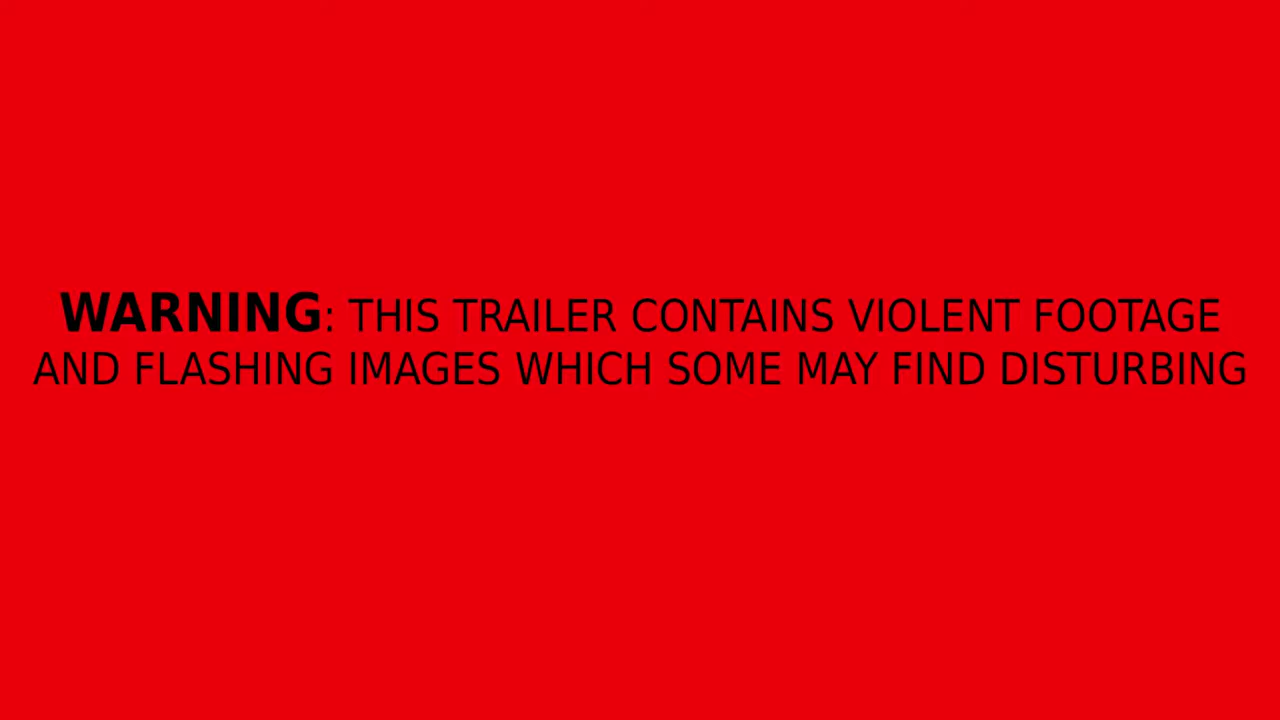 WARNING: THIS TRAILER CONTAINS VIOLENT FOOTAGE
AND FLASHING IMAGES WHICH SOME MAY FIND DISTURBING